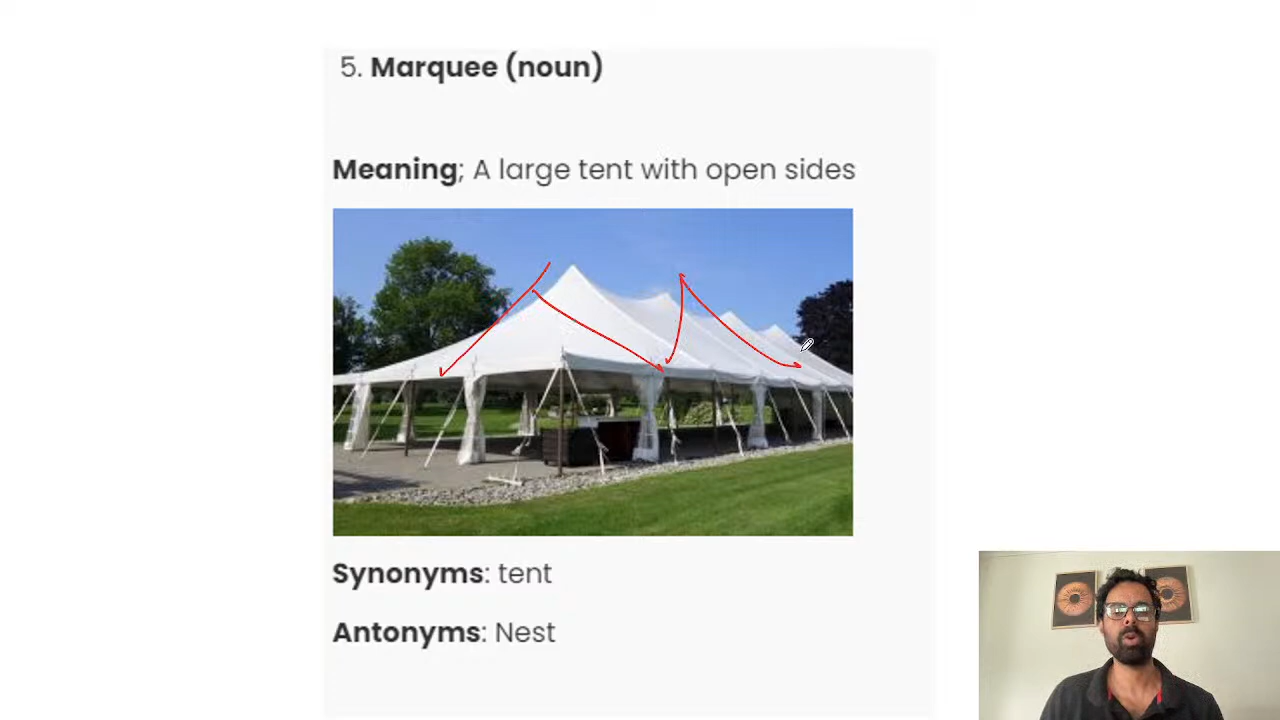 5. Marquee (noun)
Meaning; A large tent with open sides
Synonyms: tent
Antonyms: Nest